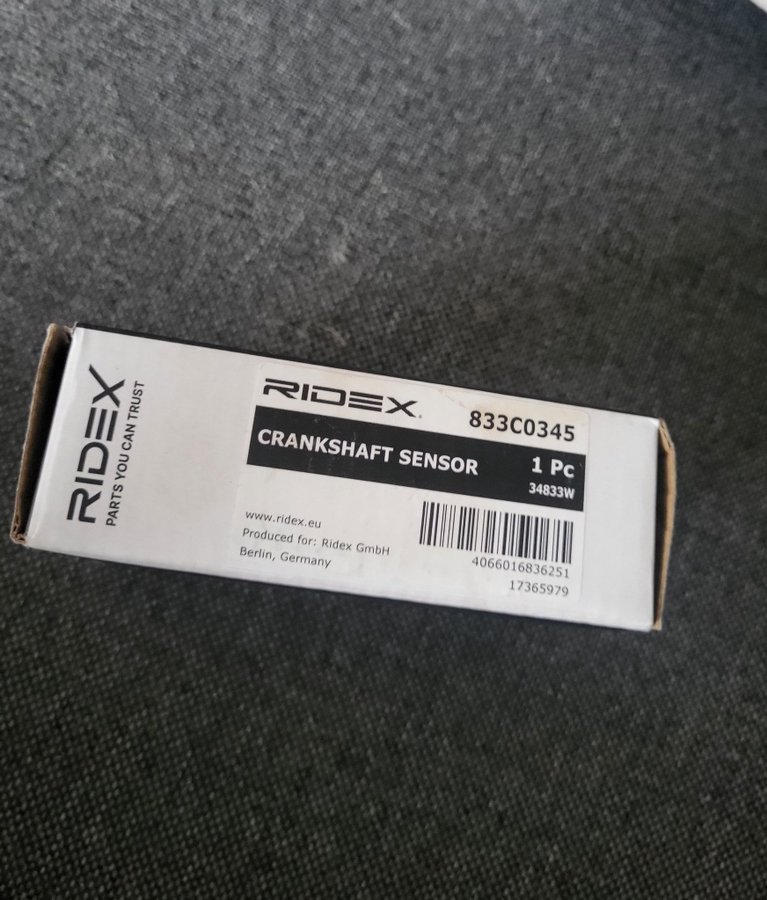 RIDEX
PARTS YOU CAN TRUST
RIDEX.
833C0345
CRANKSHAFT SENSOR
1 Pc
34833W
www.ridex.eu
Produced for: Ridex GmbH
Berlin, Germany
4066016836251
17365979